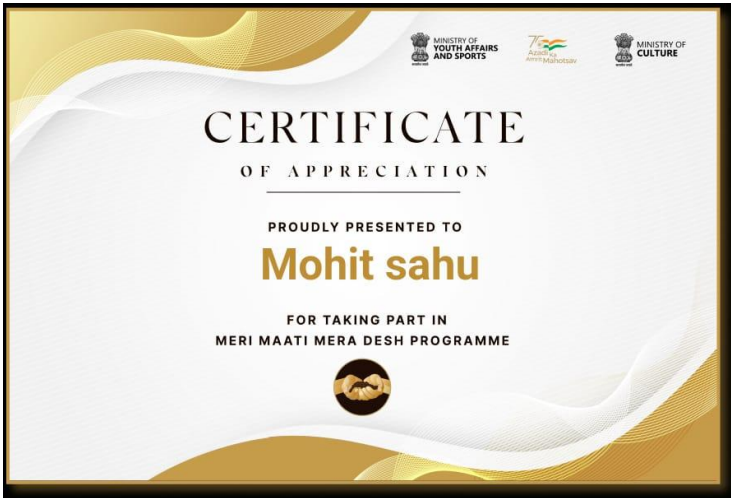 MINISTRY OF
YOUTH AFFAIRS
AND SPORTS
Azadi Ka
Amrit Mahotsav
MINISTRY OF
CULTURE
CERTIFICATE
OF APPRECIATION
PROUDLY PRESENTED TO
Mohit sahu
FOR TAKING PART IN
MERI MAATI MERA DESH PROGRAMME